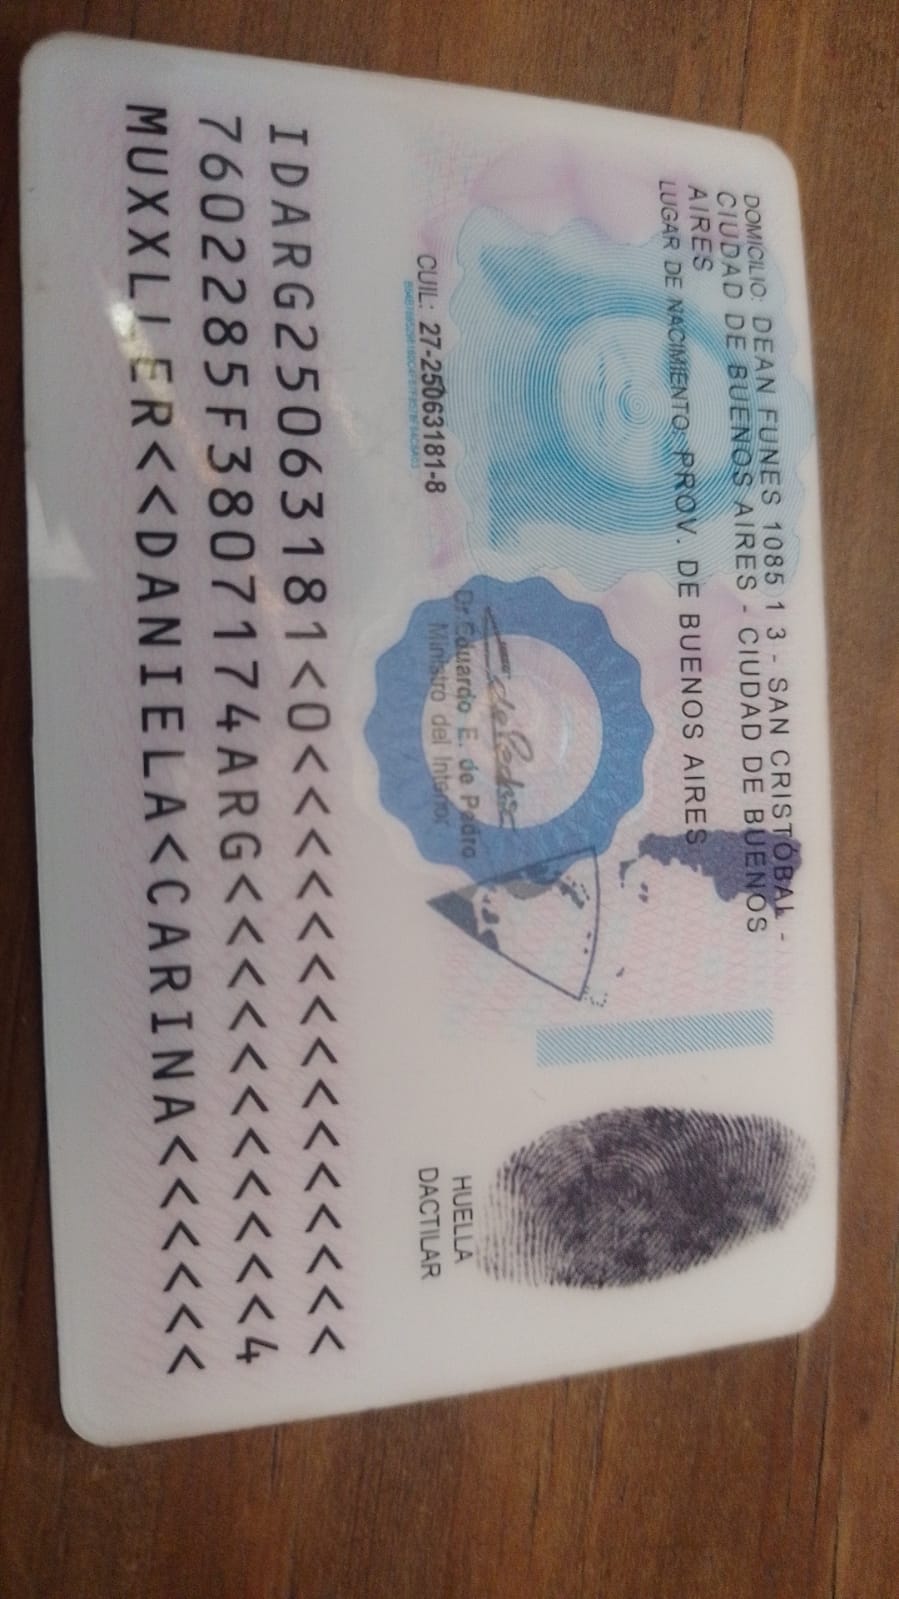 DOMICILIO: DEAN FUNES 1085 1 3 - SAN CRISTÓBAL -
CIUDAD DE BUENOS AIRES - CIUDAD DE BUENOS
AIRES
LUGAR DE NACIMIENTO: PROV. DE BUENOS AIRES
Dr. Eduardo E. de Pedro
Ministro del Interior
CUIL: 27-25063181-8
HUELLA
DACTILAR
IDARG25063181<0<<<<<<<<<<<<<<<
7602285F3807174ARG<<<<<<<<<<<4
MUXXLIER<<DANIELA<CARINA<<<<<<